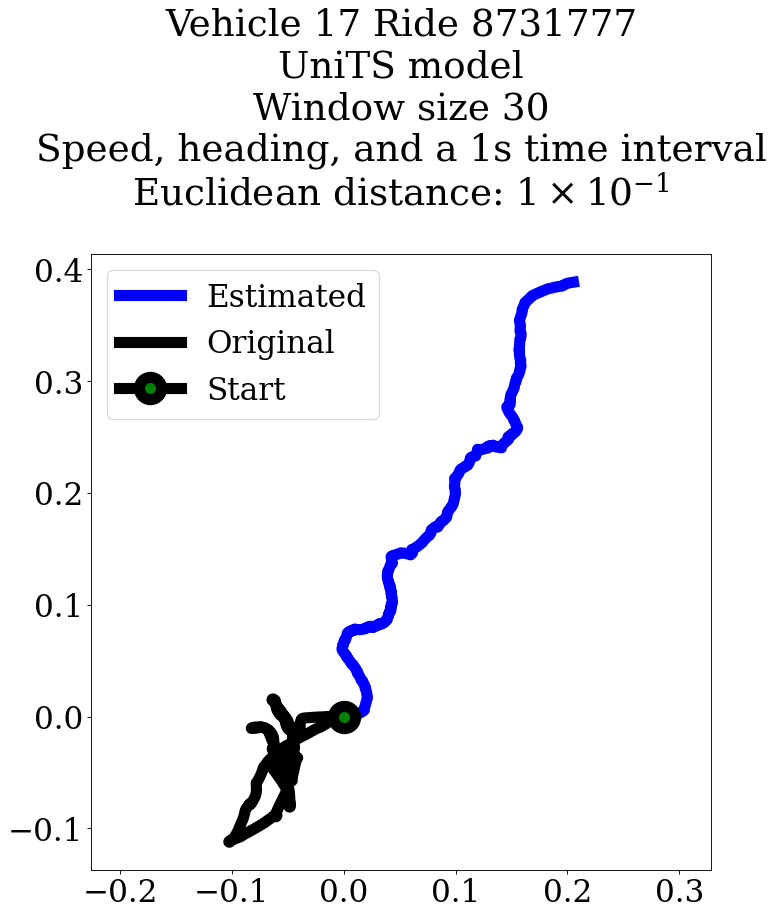 Vehicle 17 Ride 8731777
UniTS model
Window size 30
Speed, heading, and a 1s time interval
Euclidean distance: 1 × 10⁻¹
Estimated
Original
Start
0.4
0.3
0.2
0.1
0.0
−0.1
−0.2 −0.1 0.0 0.1 0.2 0.3